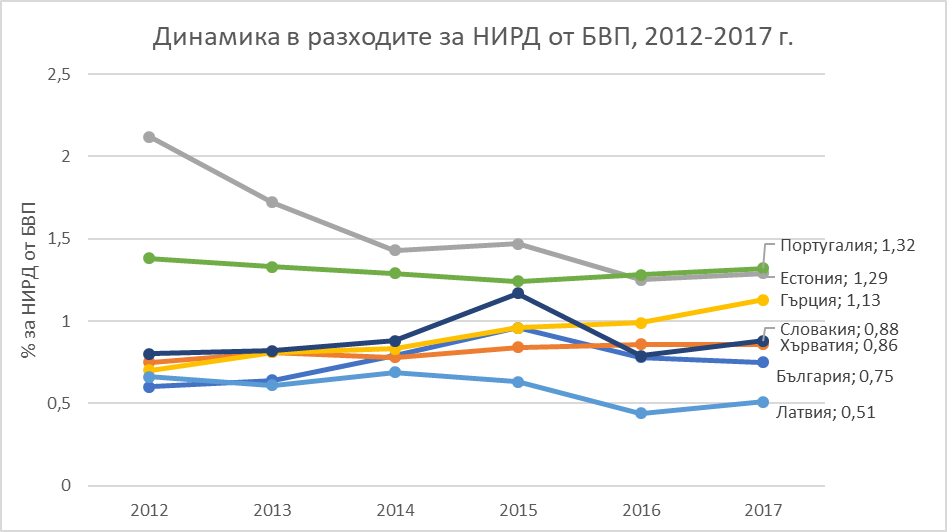 Динамика в разходите за НИРД от БВП, 2012-2017 г.
% за НИРД от БВП
2,5
2
1,5
1
0,5
0
2012 2013 2014 2015 2016 2017
Португалия; 1,32
Естония; 1,29
Гърция; 1,13
Словакия; 0,88
Хърватия; 0,86
България; 0,75
Латвия; 0,51